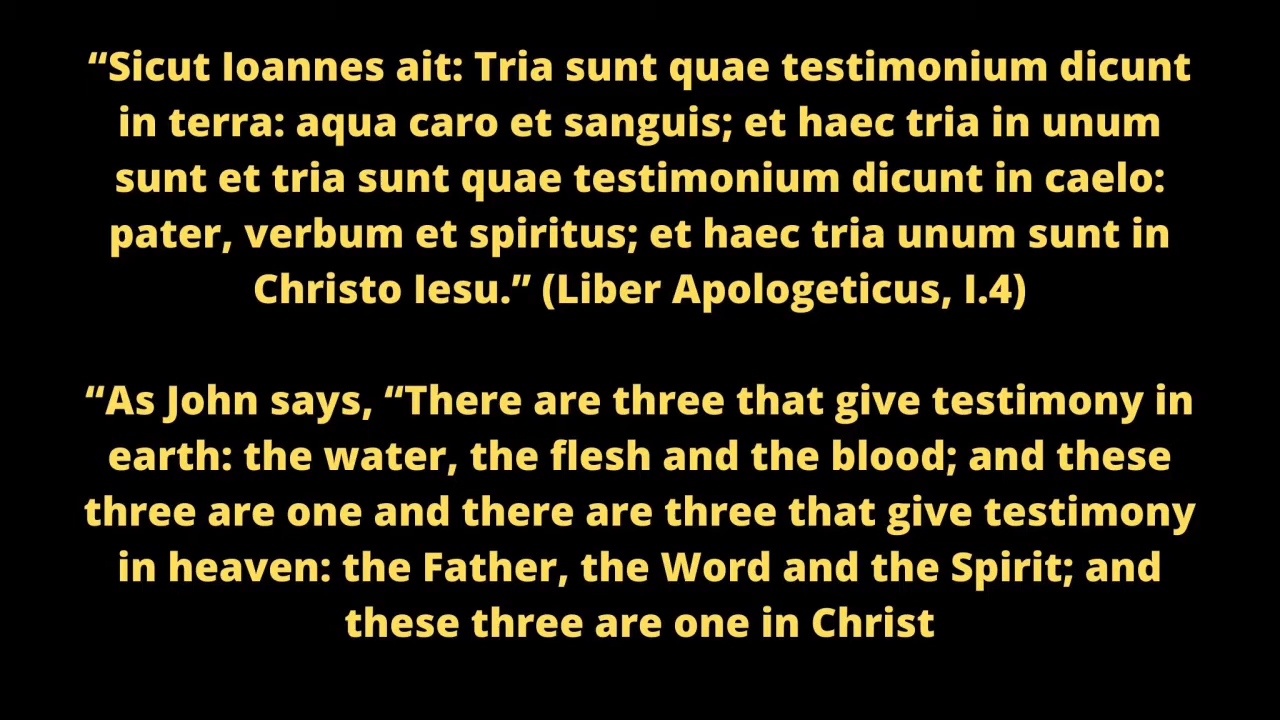 “Sicut Ioannes ait: Tria sunt quae testimonium dicunt
in terra: aqua caro et sanguis; et haec tria in unum
sunt et tria sunt quae testimonium dicunt in caelo:
pater, verbum et spiritus; et haec tria unum sunt in
Christo Iesu.” (Liber Apologeticus, I.4)
“As John says, “There are three that give testimony in
earth: the water, the flesh and the blood; and these
three are one and there are three that give testimony
in heaven: the Father, the Word and the Spirit; and
these three are one in Christ